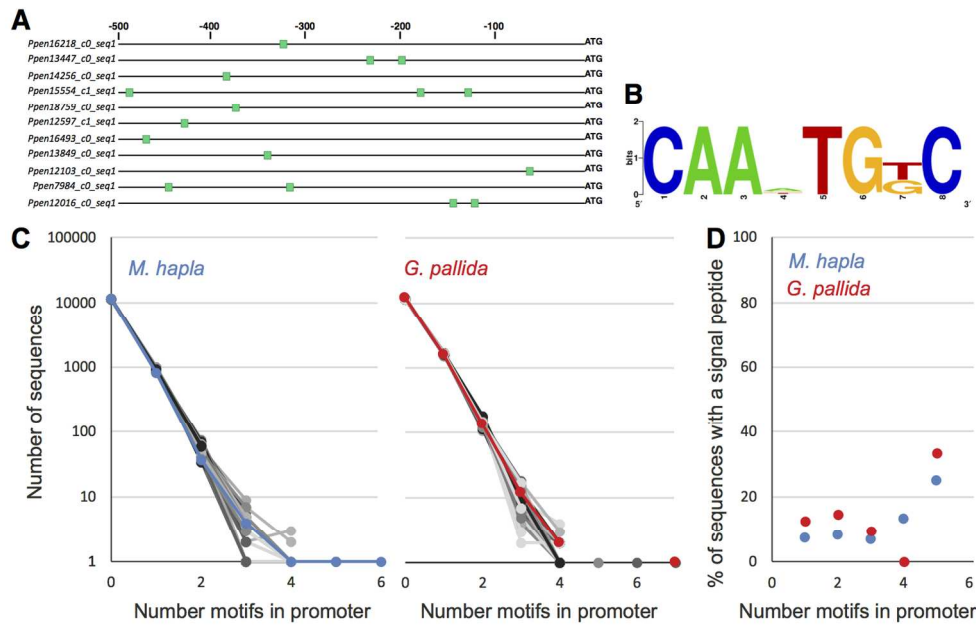 A
-500 -400 -300 -200 -100
Ppen16218_c0_seq1 ATG
Ppen13447_c0_seq1 ATG
Ppen14256_c0_seq1 ATG
Ppen15554_c1_seq1 ATG
Ppen18759_c0_seq1 ATG
Ppen12597_c1_seq1 ATG
Ppen16493_c0_seq1 ATG
Ppen13849_c0_seq1 ATG
Ppen12103_c0_seq1 ATG
Ppen7984_c0_seq1 ATG
Ppen12016_c0_seq1 ATG
B
2
bits
1
0
CAA TGTC
G
5′ 1 2 3 4 5 6 7 8 3′
C
M. hapla
G. pallida
Number of sequences
100000
10000
1000
100
10
1
0 2 4 6
0 2 4 6
Number motifs in promoter
Number motifs in promoter
D
M. hapla
G. pallida
% of sequences with a signal peptide
100
80
60
40
20
0
0 2 4 6
Number motifs in promoter